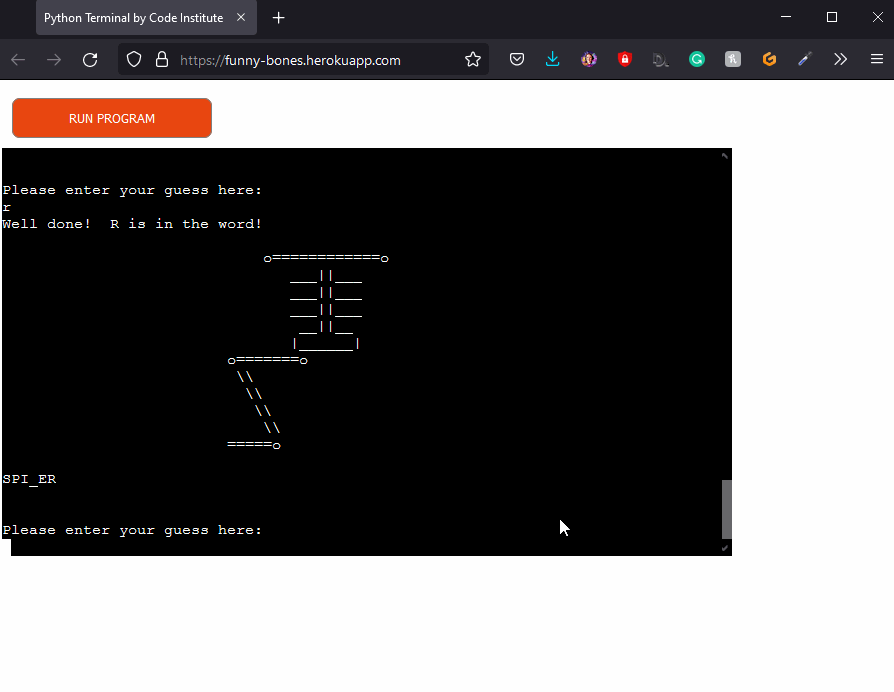 Python Terminal by Code Institute
https://funny-bones.herokuapp.com
RUN PROGRAM
Please enter your guess here:
r
Well done!  R is in the word!
                             o============o
                                ___||___
                                ___||___
                                ___||___
                                 __||__
                                |______|
                         o=======o
                          \\
                           \\
                            \\
                             \\
                         =====o
SPI_ER
Please enter your guess here: